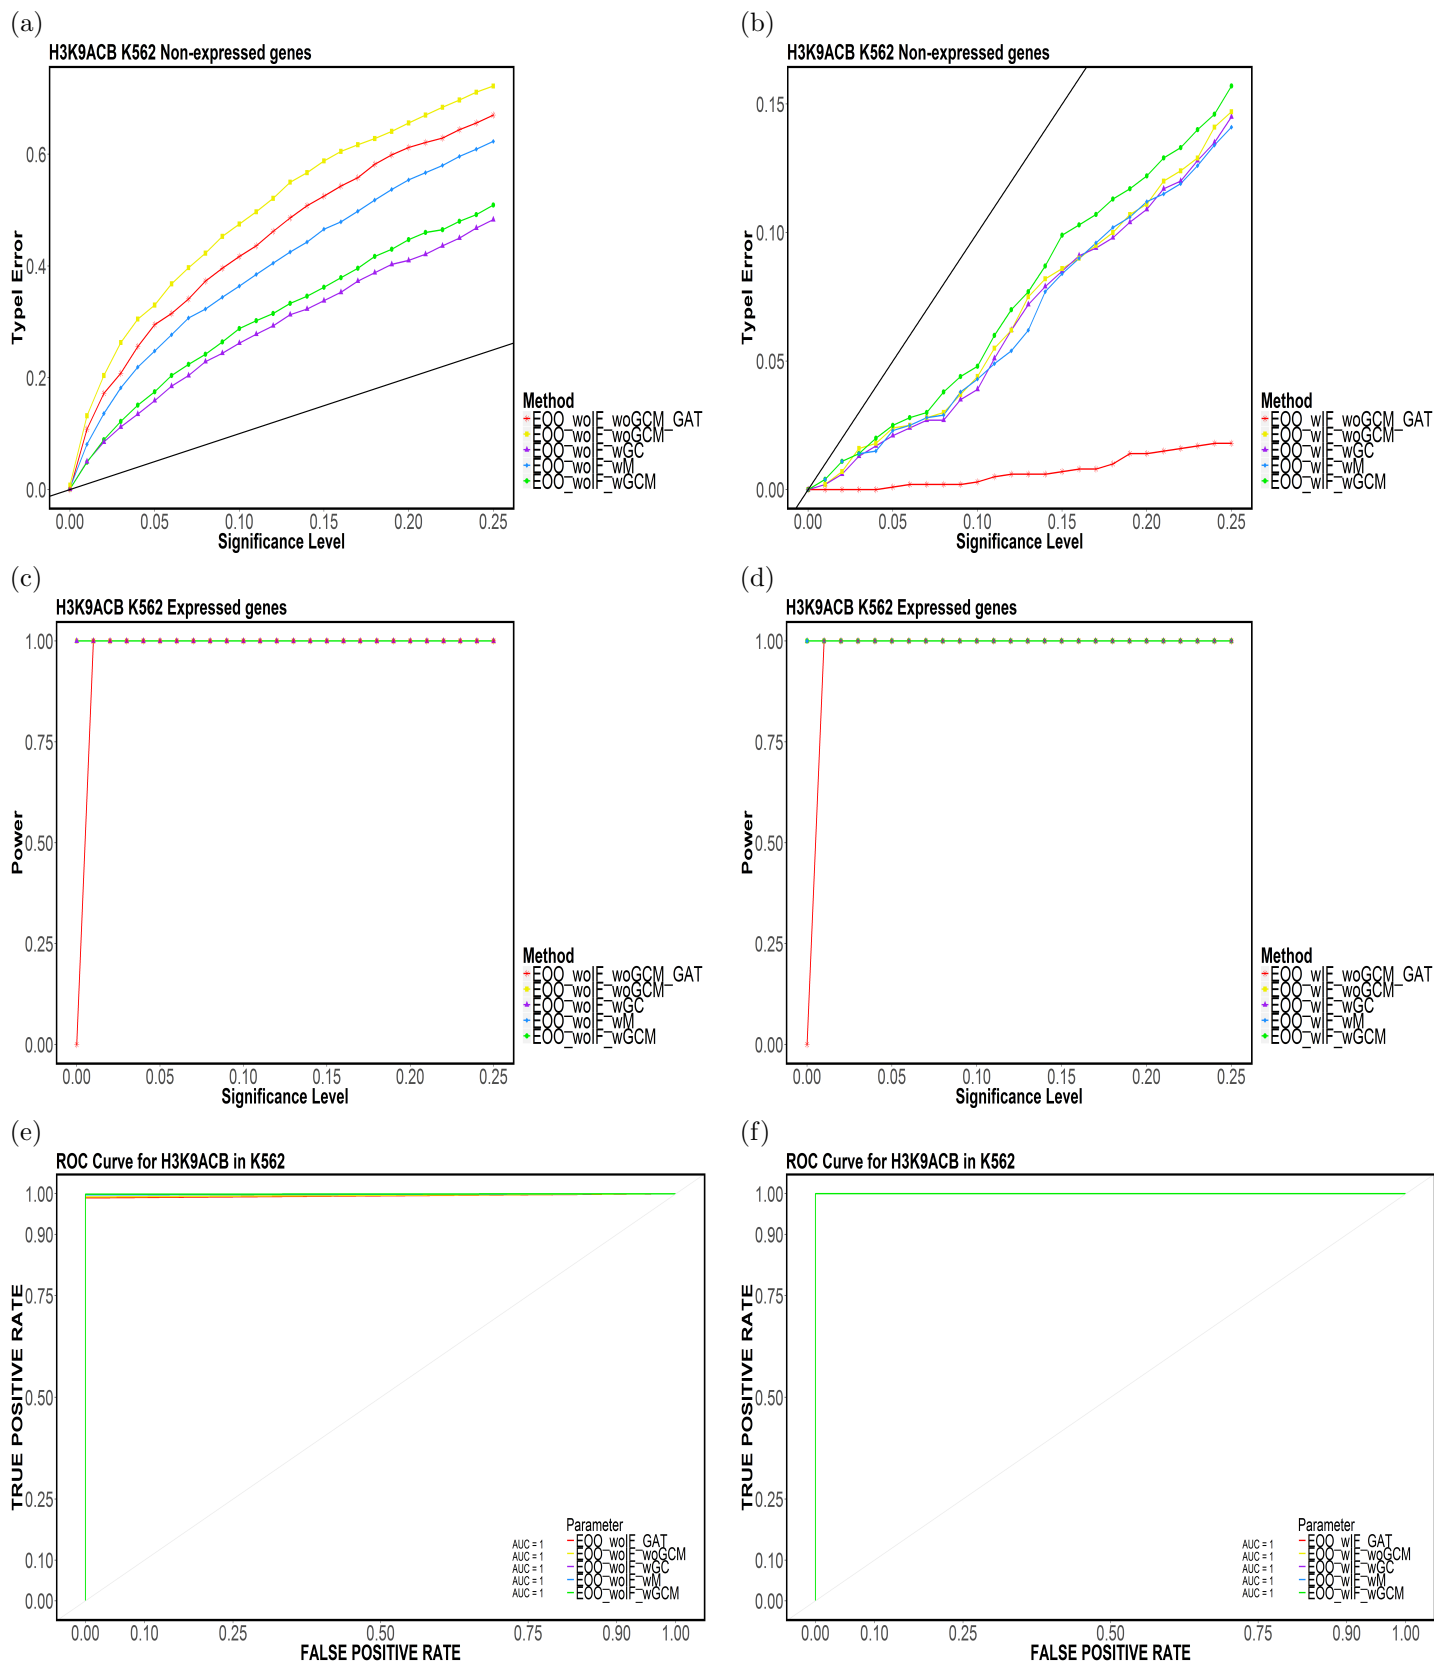 (a)
H3K9ACB K562 Non-expressed genes
TypeI Error
0.6
0.4
0.2
0.0
0.00 0.05 0.10 0.15 0.20 0.25
Significance Level
Method
EOO_woIF_woGCM_GAT
EOO_woIF_woGCM
EOO_woIF_wGC
EOO_woIF_wM
EOO_woIF_wGCM
(b)
H3K9ACB K562 Non-expressed genes
TypeI Error
0.15
0.10
0.05
0.00
0.00 0.05 0.10 0.15 0.20 0.25
Significance Level
Method
EOO_wIF_woGCM_GAT
EOO_wIF_woGCM
EOO_wIF_wGC
EOO_wIF_wM
EOO_wIF_wGCM
(c)
H3K9ACB K562 Expressed genes
Power
1.00
0.75
0.50
0.25
0.00
0.00 0.05 0.10 0.15 0.20 0.25
Significance Level
Method
EOO_woIF_woGCM_GAT
EOO_woIF_woGCM
EOO_woIF_wGC
EOO_woIF_wM
EOO_woIF_wGCM
(d)
H3K9ACB K562 Expressed genes
Power
1.00
0.75
0.50
0.25
0.00
0.00 0.05 0.10 0.15 0.20 0.25
Significance Level
Method
EOO_wIF_woGCM_GAT
EOO_wIF_woGCM
EOO_wIF_wGC
EOO_wIF_wM
EOO_wIF_wGCM
(e)
ROC Curve for H3K9ACB in K562
TRUE POSITIVE RATE
1.00
0.90
0.75
0.50
0.25
0.10
0.00
0.00 0.10 0.25 0.50 0.75 0.90 1.00
FALSE POSITIVE RATE
Parameter
AUC = 1 EOO_woIF_GAT
AUC = 1 EOO_woIF_woGCM
AUC = 1 EOO_woIF_wGC
AUC = 1 EOO_woIF_wM
AUC = 1 EOO_woIF_wGCM
(f)
ROC Curve for H3K9ACB in K562
TRUE POSITIVE RATE
1.00
0.90
0.75
0.50
0.25
0.10
0.00
0.00 0.10 0.25 0.50 0.75 0.90 1.00
FALSE POSITIVE RATE
Parameter
AUC = 1 EOO_wIF_GAT
AUC = 1 EOO_wIF_woGCM
AUC = 1 EOO_wIF_wGC
AUC = 1 EOO_wIF_wM
AUC = 1 EOO_wIF_wGCM